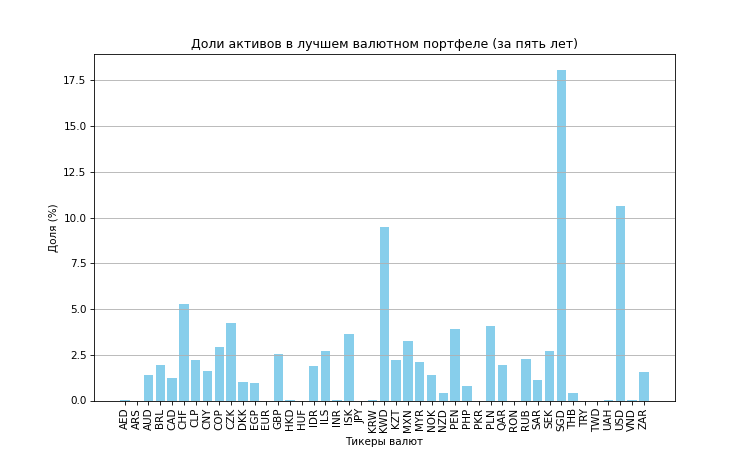 Доли активов в лучшем валютном портфеле (за пять лет)
Доля (%)
17.5
15.0
12.5
10.0
7.5
5.0
2.5
0.0
AED ARS AUD BRL CAD CHF CLP CNY COP CZK DKK EGP EUR GBP HKD HUF IDR ILS INR ISK JPY KRW KWD KZT MXN MYR NOK NZD PEN PHP PKR PLN QAR RON RUB SAR SEK SGD THB TRY TWD UAH USD VND ZAR
Тикеры валют